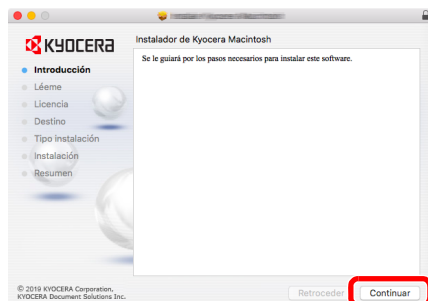 KYOCERA
Instalador de Kyocera Macintosh
Se le guiará por los pasos necesarios para instalar este software.
Introducción
Léeme
Licencia
Destino
Tipo instalación
Instalación
Resumen
© 2019 KYOCERA Corporation,
KYOCERA Document Solutions Inc.
Retroceder
Continuar